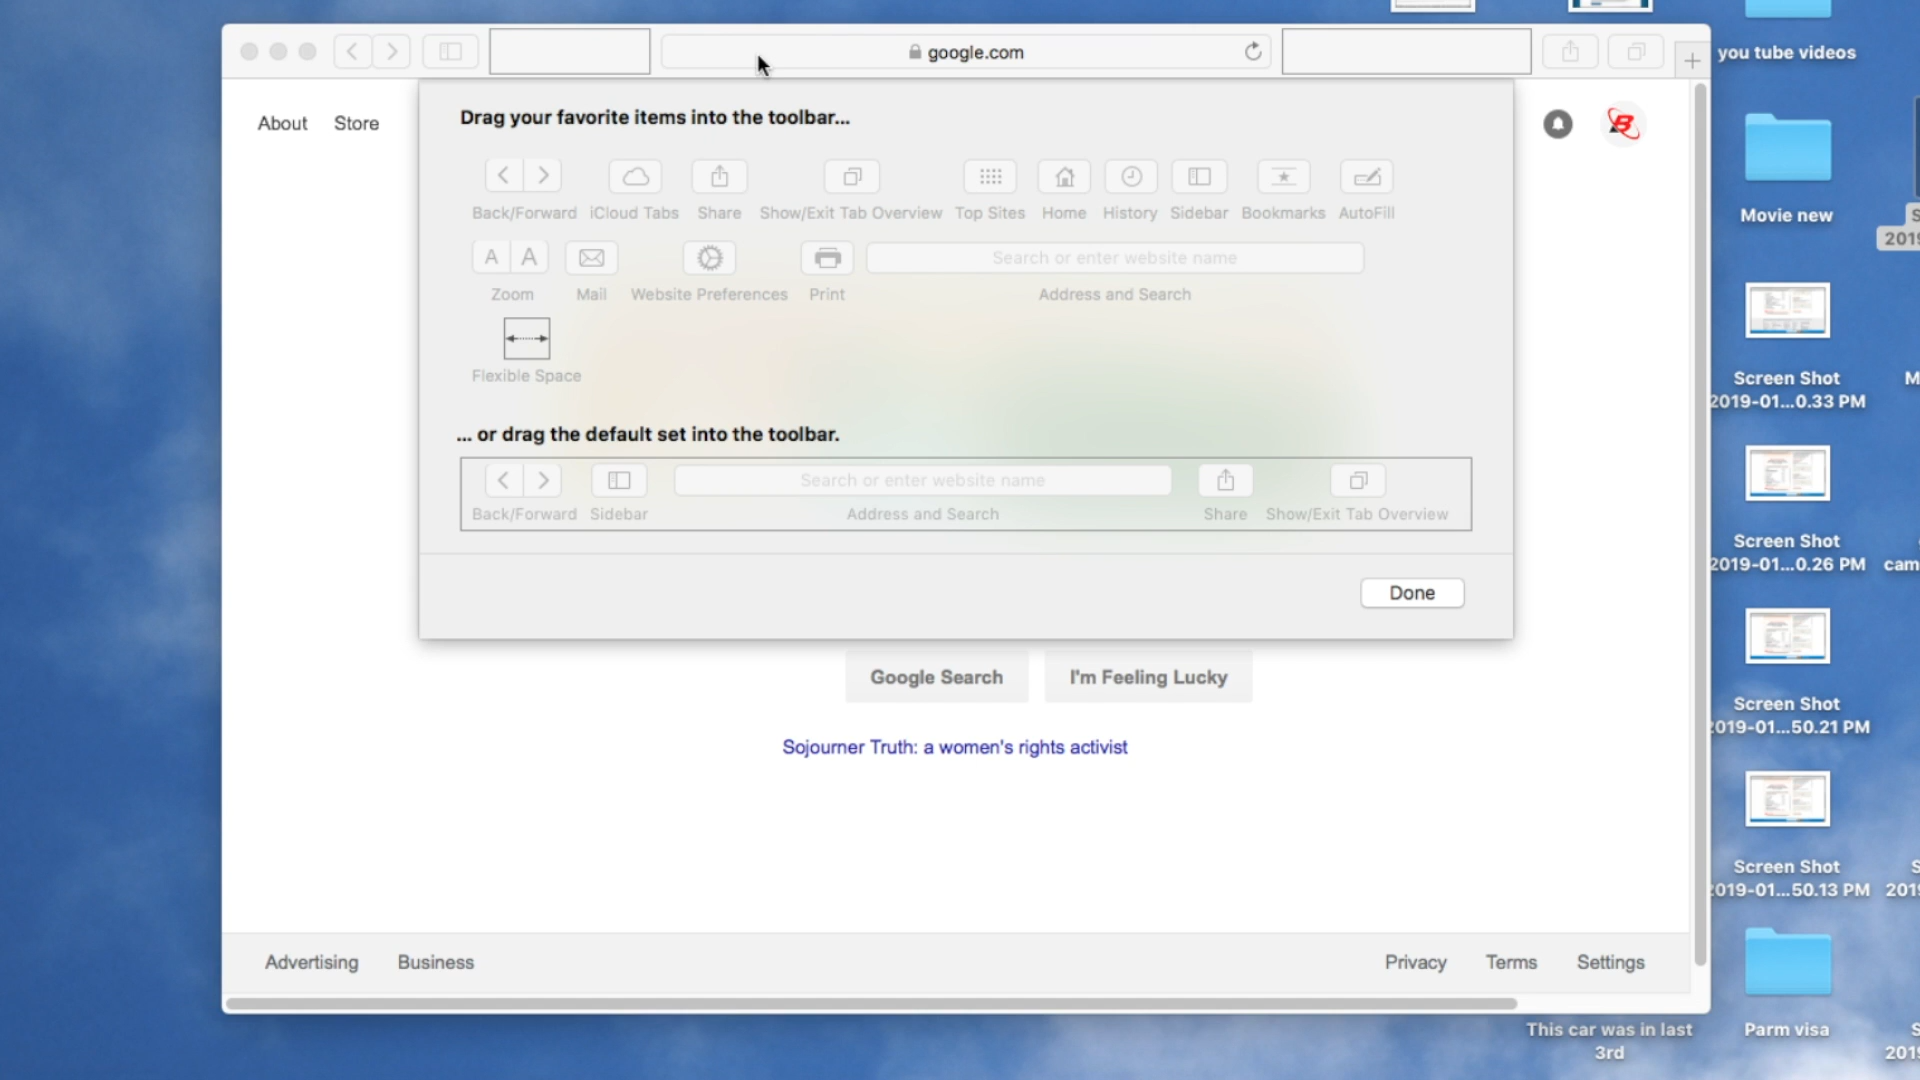 google.com
you tube videos
About Store
Drag your favorite items into the toolbar...
Back/Forward iCloud Tabs Share Show/Exit Tab Overview Top Sites Home History Sidebar Bookmarks AutoFill
Movie new
A A Search or enter website name
Zoom Mail Website Preferences Print Address and Search
Flexible Space
Screen Shot
2019-01...0.33 PM
... or drag the default set into the toolbar.
Search or enter website name
Back/Forward Sidebar Address and Search Share Show/Exit Tab Overview
Screen Shot
2019-01...0.26 PM
Done
Google Search I'm Feeling Lucky
Screen Shot
2019-01...50.21 PM
Sojourner Truth: a women's rights activist
Screen Shot
2019-01...50.13 PM
Advertising Business Privacy Terms Settings
This car was in last
3rd
Parm visa